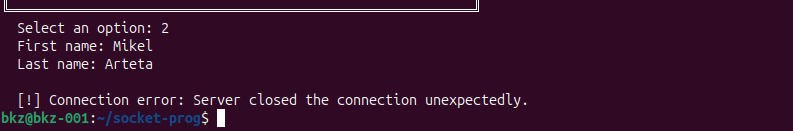 Select an option: 2
First name: Mikel
Last name: Arteta
[!] Connection error: Server closed the connection unexpectedly.
bkz@bkz-001:~/socket-prog$